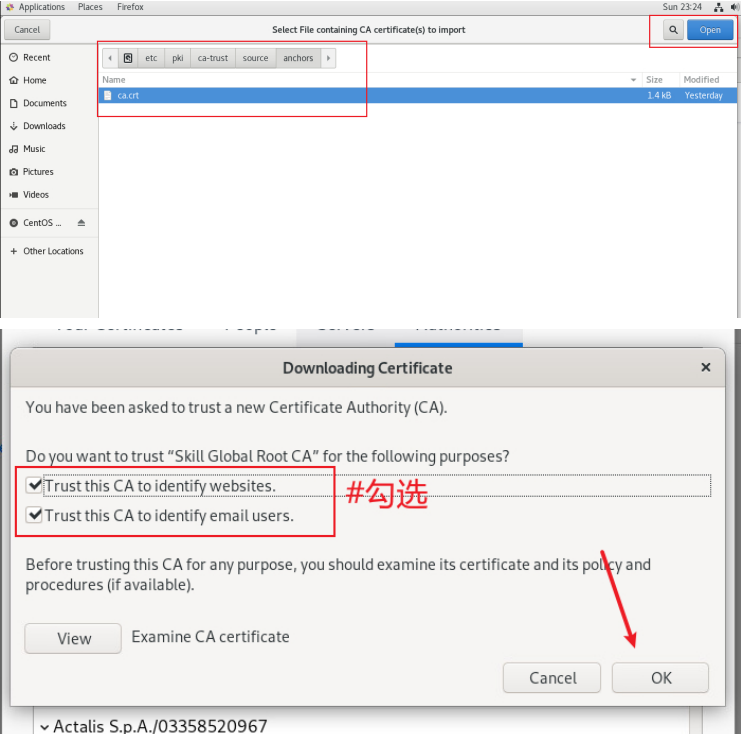 Applications Places Firefox Sun 23:24
Cancel Select File containing CA certificate(s) to import Open
Recent etc pki ca-trust source anchors
Home Name Size Modified
ca.crt 1.4 kB Yesterday
Documents
Downloads
Music
Pictures
Videos
CentOS ...
+ Other Locations
Your Certificates People Servers Authorities
Downloading Certificate ×
You have been asked to trust a new Certificate Authority (CA).
Do you want to trust “Skill Global Root CA” for the following purposes?
Trust this CA to identify websites.
#勾选
Trust this CA to identify email users.
Before trusting this CA for any purpose, you should examine its certificate and its policy and
procedures (if available).
View Examine CA certificate
Cancel OK
Actalis S.p.A./03358520967